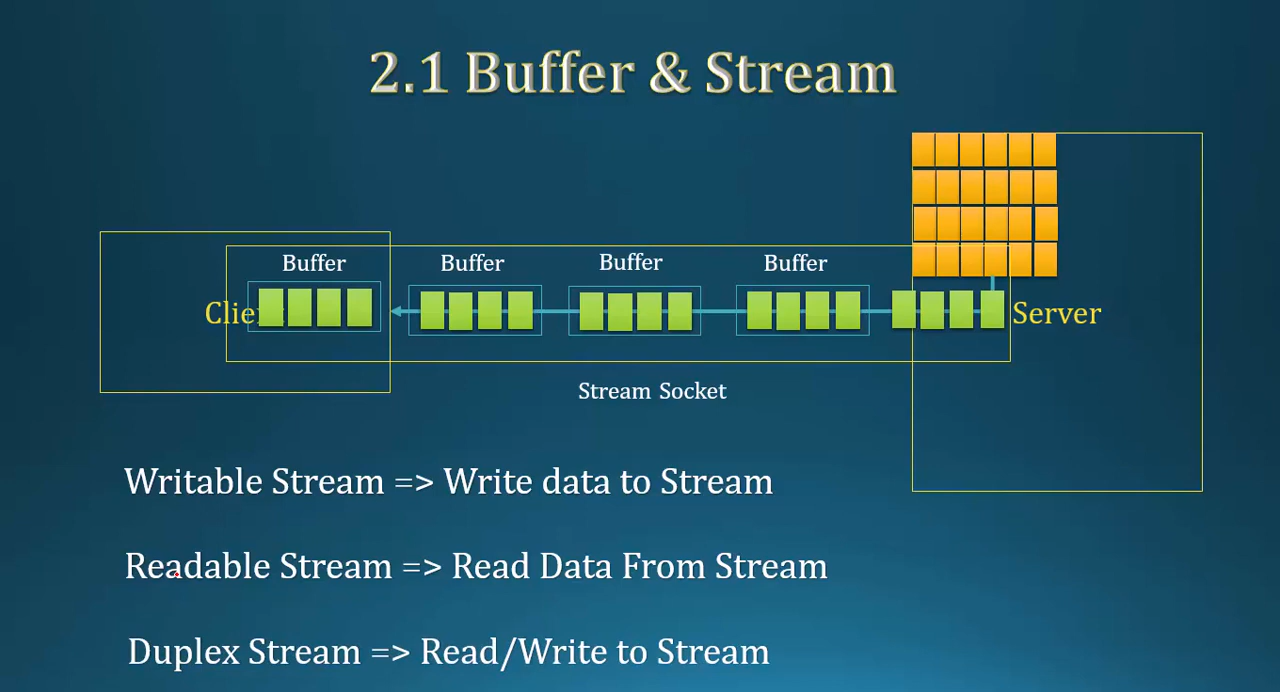 2.1 Buffer & Stream
Buffer
Buffer
Buffer
Buffer
Client
Server
Stream Socket
Writable Stream => Write data to Stream
Readable Stream => Read Data From Stream
Duplex Stream => Read/Write to Stream